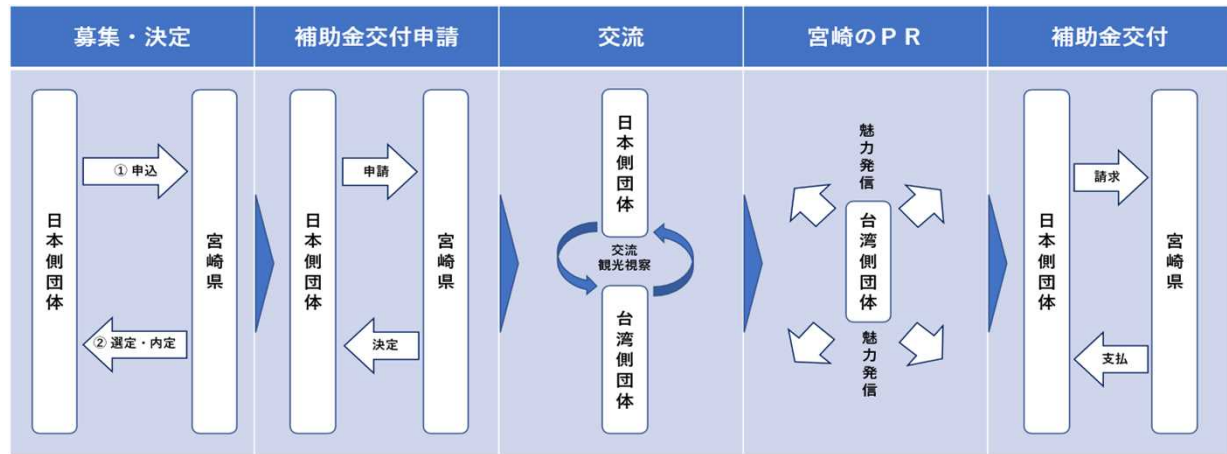 募集・決定
補助金交付申請
交流
宮崎のＰＲ
補助金交付
日本側団体
① 申込
② 選定・内定
宮崎県
日本側団体
申請
決定
宮崎県
日本側団体
交流
観光視察
台湾側団体
魅力発信
台湾側団体
魅力発信
日本側団体
請求
支払
宮崎県